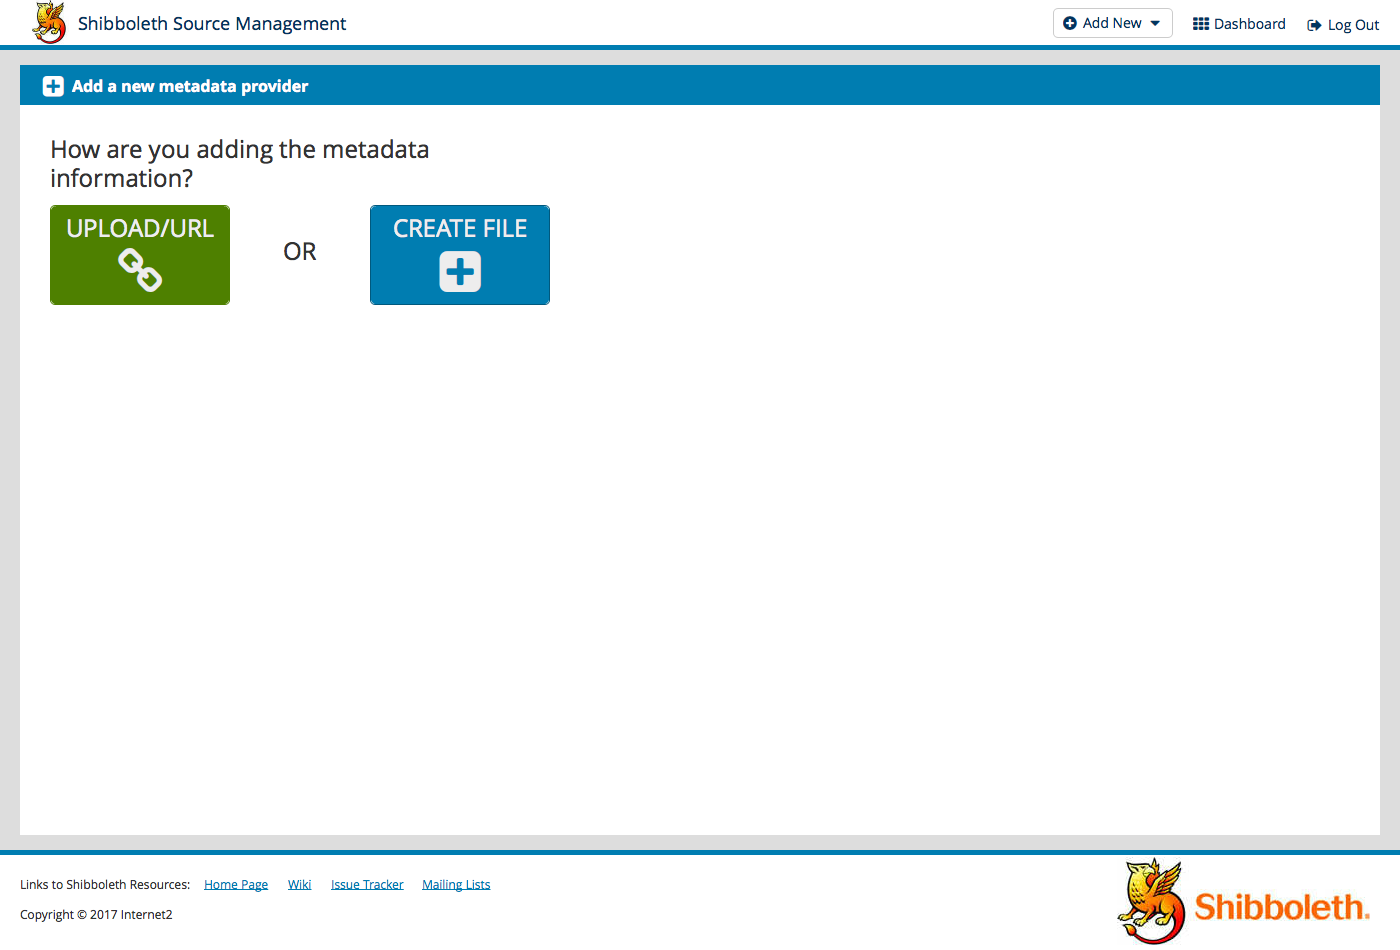 Shibboleth Source Management
Add New
Dashboard
Log Out
Add a new metadata provider
How are you adding the metadata
information?
UPLOAD/URL
OR
CREATE FILE
Links to Shibboleth Resources: Home Page Wiki Issue Tracker Mailing Lists
Copyright © 2017 Internet2
Shibboleth.